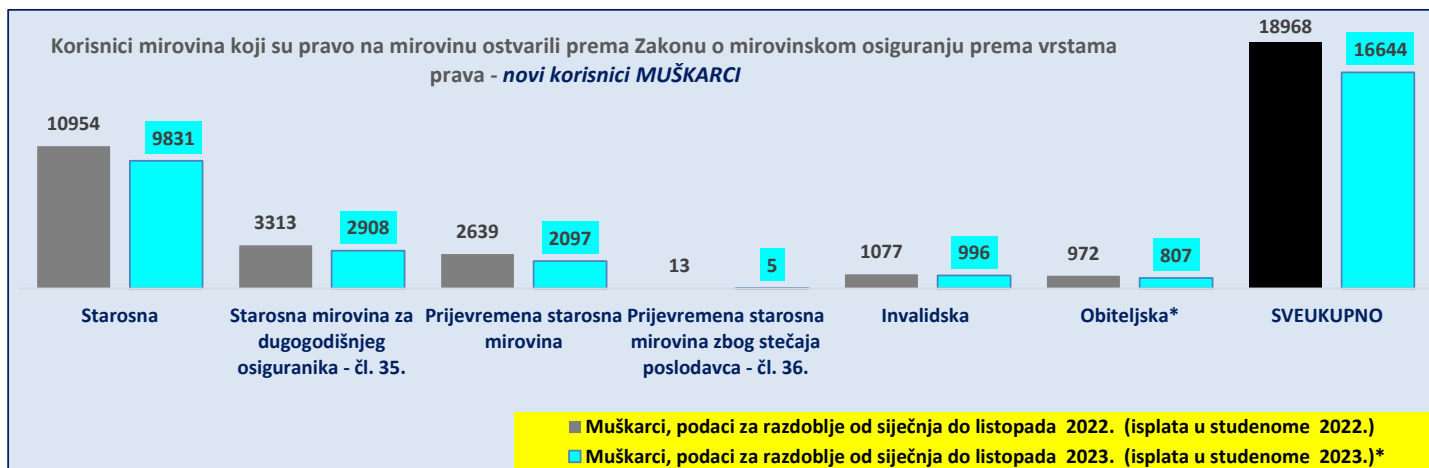 Korisnici mirovina koji su pravo na mirovinu ostvarili prema Zakonu o mirovinskom osiguranju prema vrstama
prava - novi korisnici MUŠKARCI
10954
9831
3313
2908
2639
2097
13
5
1077
996
972
807
18968
16644
Starosna
Starosna mirovina za
dugogodišnjeg
osiguranika - čl. 35.
Prijevremena starosna
mirovina
Prijevremena starosna
mirovina zbog stečaja
poslodavca - čl. 36.
Invalidska
Obiteljska*
SVEUKUPNO
Muškarci, podaci za razdoblje od siječnja do listopada 2022. (isplata u studenome 2022.)
Muškarci, podaci za razdoblje od siječnja do listopada 2023. (isplata u studenome 2023.)*